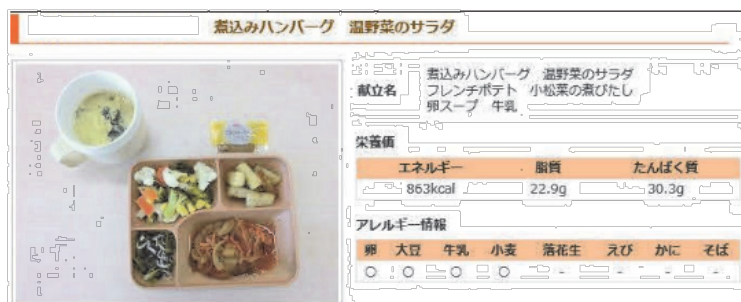 煮込みハンバーグ 温野菜のサラダ
献立名
煮込みハンバーグ 温野菜のサラダ
フレンチポテト 小松菜の煮びたし
卵スープ 牛乳
栄養価
エネルギー 脂質 たんぱく質
863kcal 22.9g 30.3g
アレルギー情報
卵 大豆 牛乳 小麦 落花生 えび かに そば
○ ○ ○ ○ - - - -